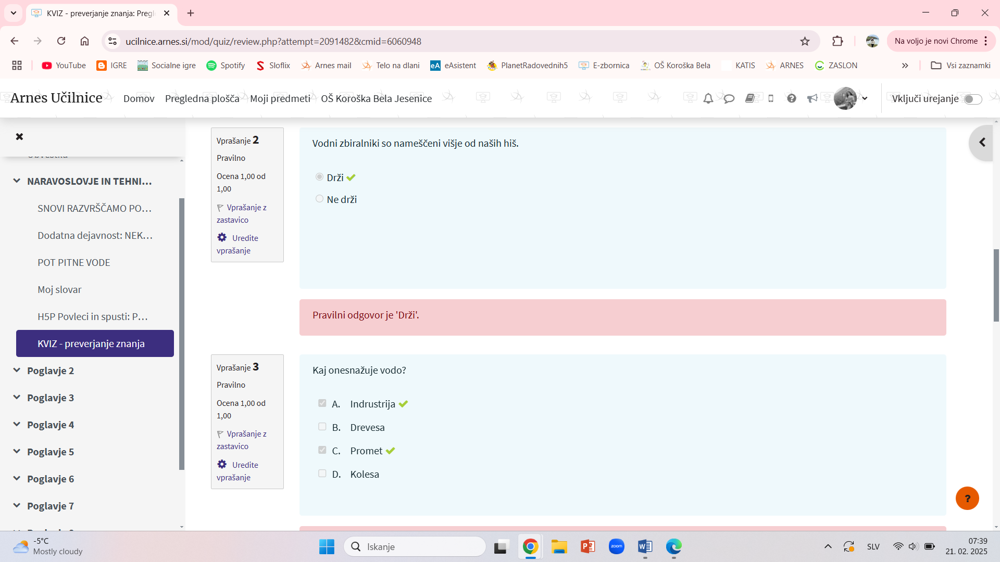 KVIZ - preverjanje znanja: Pregl
ucilnice.arnes.si/mod/quiz/review.php?attempt=2091482&cmid=6060948
Na voljo je novi Chrome
YouTube IGRE Socialne igre Spotify Sloflix Arnes mail Telo na dlani eA eAsistent PlanetRadovednih5 E-zbornica OŠ Koroška Bela KATIS ARNES ZASLON » Vsi zaznamki
Arnes Učilnice Domov Pregledna plošča Moji predmeti OŠ Koroška Bela Jesenice Vključi urejanje
Obvestila
NARAVOSLOVJE IN TEHNI...
SNOVI RAZVRŠČAMO PO...
Dodatna dejavnost: NEK...
POT PITNE VODE
Moj slovar
H5P Povleci in spusti: P...
KVIZ - preverjanje znanja
Poglavje 2
Poglavje 3
Poglavje 4
Poglavje 5
Poglavje 6
Poglavje 7
Vprašanje 2
Pravilno
Ocena 1,00 od
1,00
Vprašanje z
zastavico
Uredite
vprašanje
Vodni zbiralniki so nameščeni višje od naših hiš.
Drži
Ne drži
Pravilni odgovor je 'Drži'.
Vprašanje 3
Pravilno
Ocena 1,00 od
1,00
Vprašanje z
zastavico
Uredite
vprašanje
Kaj onesnažuje vodo?
A. Indrustrija
B. Drevesa
C. Promet
D. Kolesa
?
-5°C
Mostly cloudy
Iskanje
zoom
SLV
07:39
21. 02. 2025